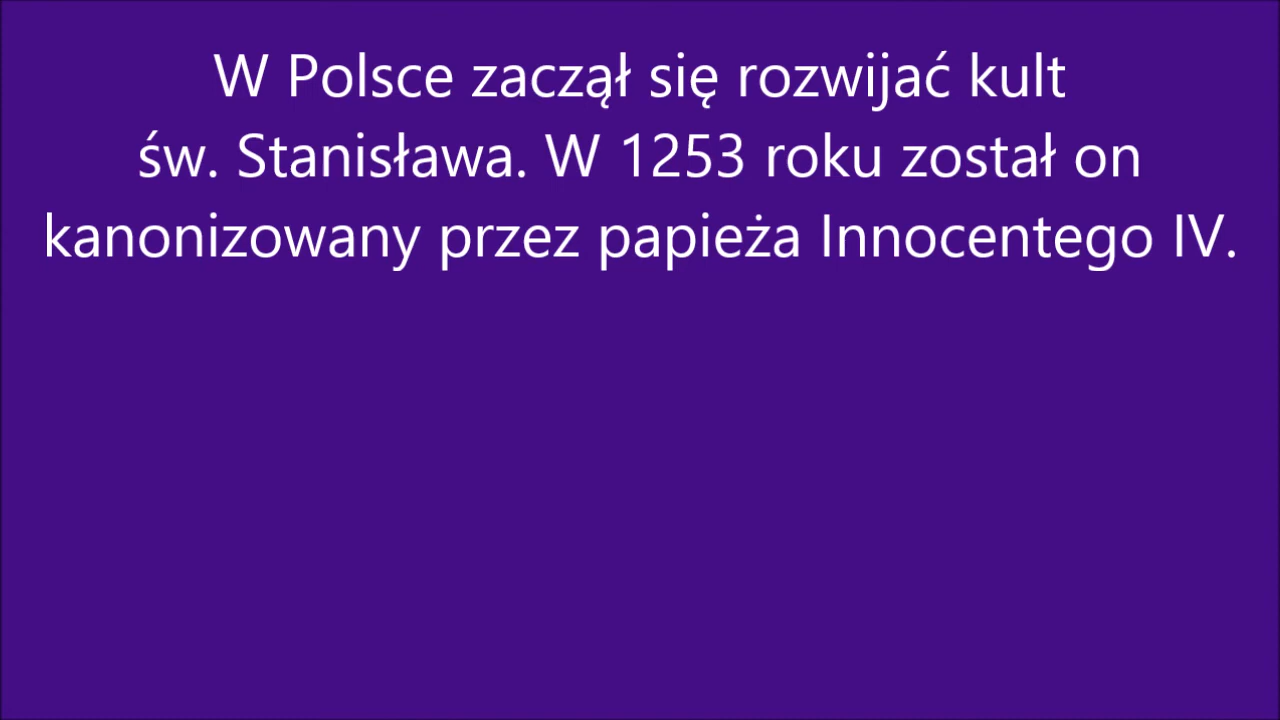 W Polsce zaczął się rozwijać kult
św. Stanisława. W 1253 roku został on
kanonizowany przez papieża Innocentego IV.